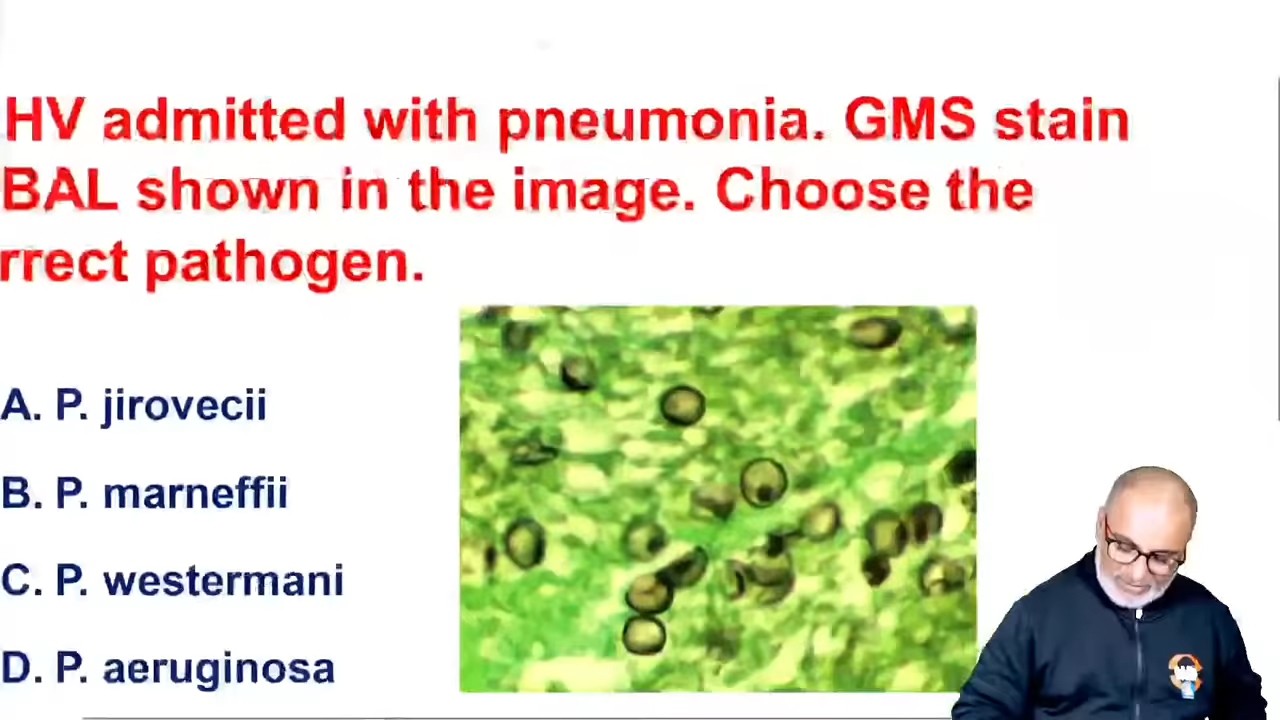 HV admitted with pneumonia. GMS stain
BAL shown in the image. Choose the
rrect pathogen.
A. P. jirovecii
B. P. marneffii
C. P. westermani
D. P. aeruginosa